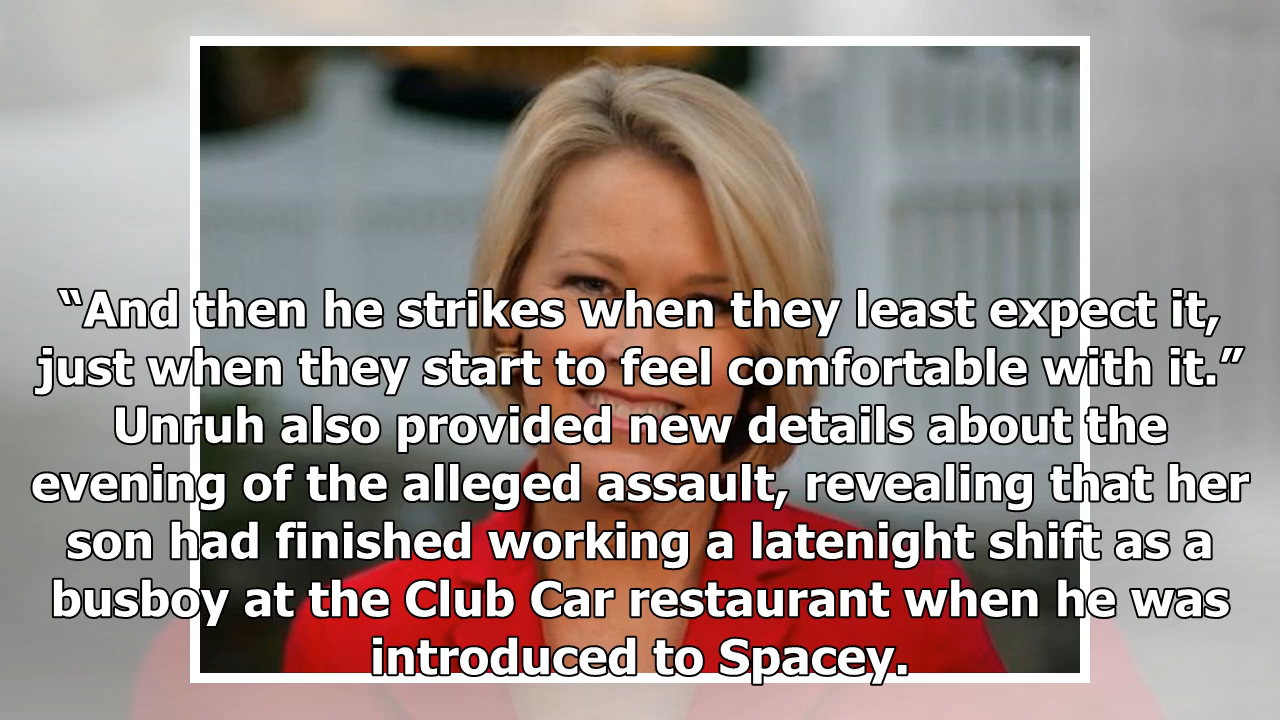 “And then he strikes when they least expect it,
just when they start to feel comfortable with it.”
Unruh also provided new details about the
evening of the alleged assault, revealing that her
son had finished working a latenight shift as a
busboy at the Club Car restaurant when he was
introduced to Spacey.